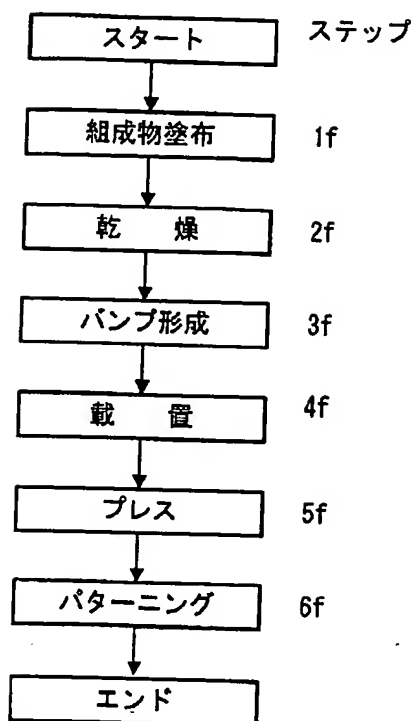 スタート ステップ
組成物塗布 1f
乾 燥 2f
バンプ形成 3f
載 置 4f
プレス 5f
パターニング 6f
エンド